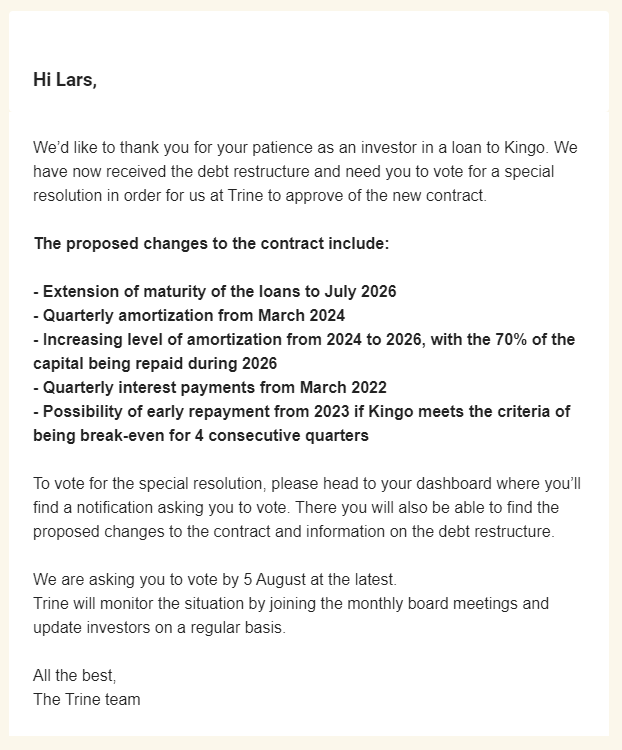 Hi Lars,
We’d like to thank you for your patience as an investor in a loan to Kingo. We
have now received the debt restructure and need you to vote for a special
resolution in order for us at Trine to approve of the new contract.
The proposed changes to the contract include:
- Extension of maturity of the loans to July 2026
- Quarterly amortization from March 2024
- Increasing level of amortization from 2024 to 2026, with the 70% of the
capital being repaid during 2026
- Quarterly interest payments from March 2022
- Possibility of early repayment from 2023 if Kingo meets the criteria of
being break-even for 4 consecutive quarters
To vote for the special resolution, please head to your dashboard where you’ll
find a notification asking you to vote. There you will also be able to find the
proposed changes to the contract and information on the debt restructure.
We are asking you to vote by 5 August at the latest.
Trine will monitor the situation by joining the monthly board meetings and
update investors on a regular basis.
All the best,
The Trine team